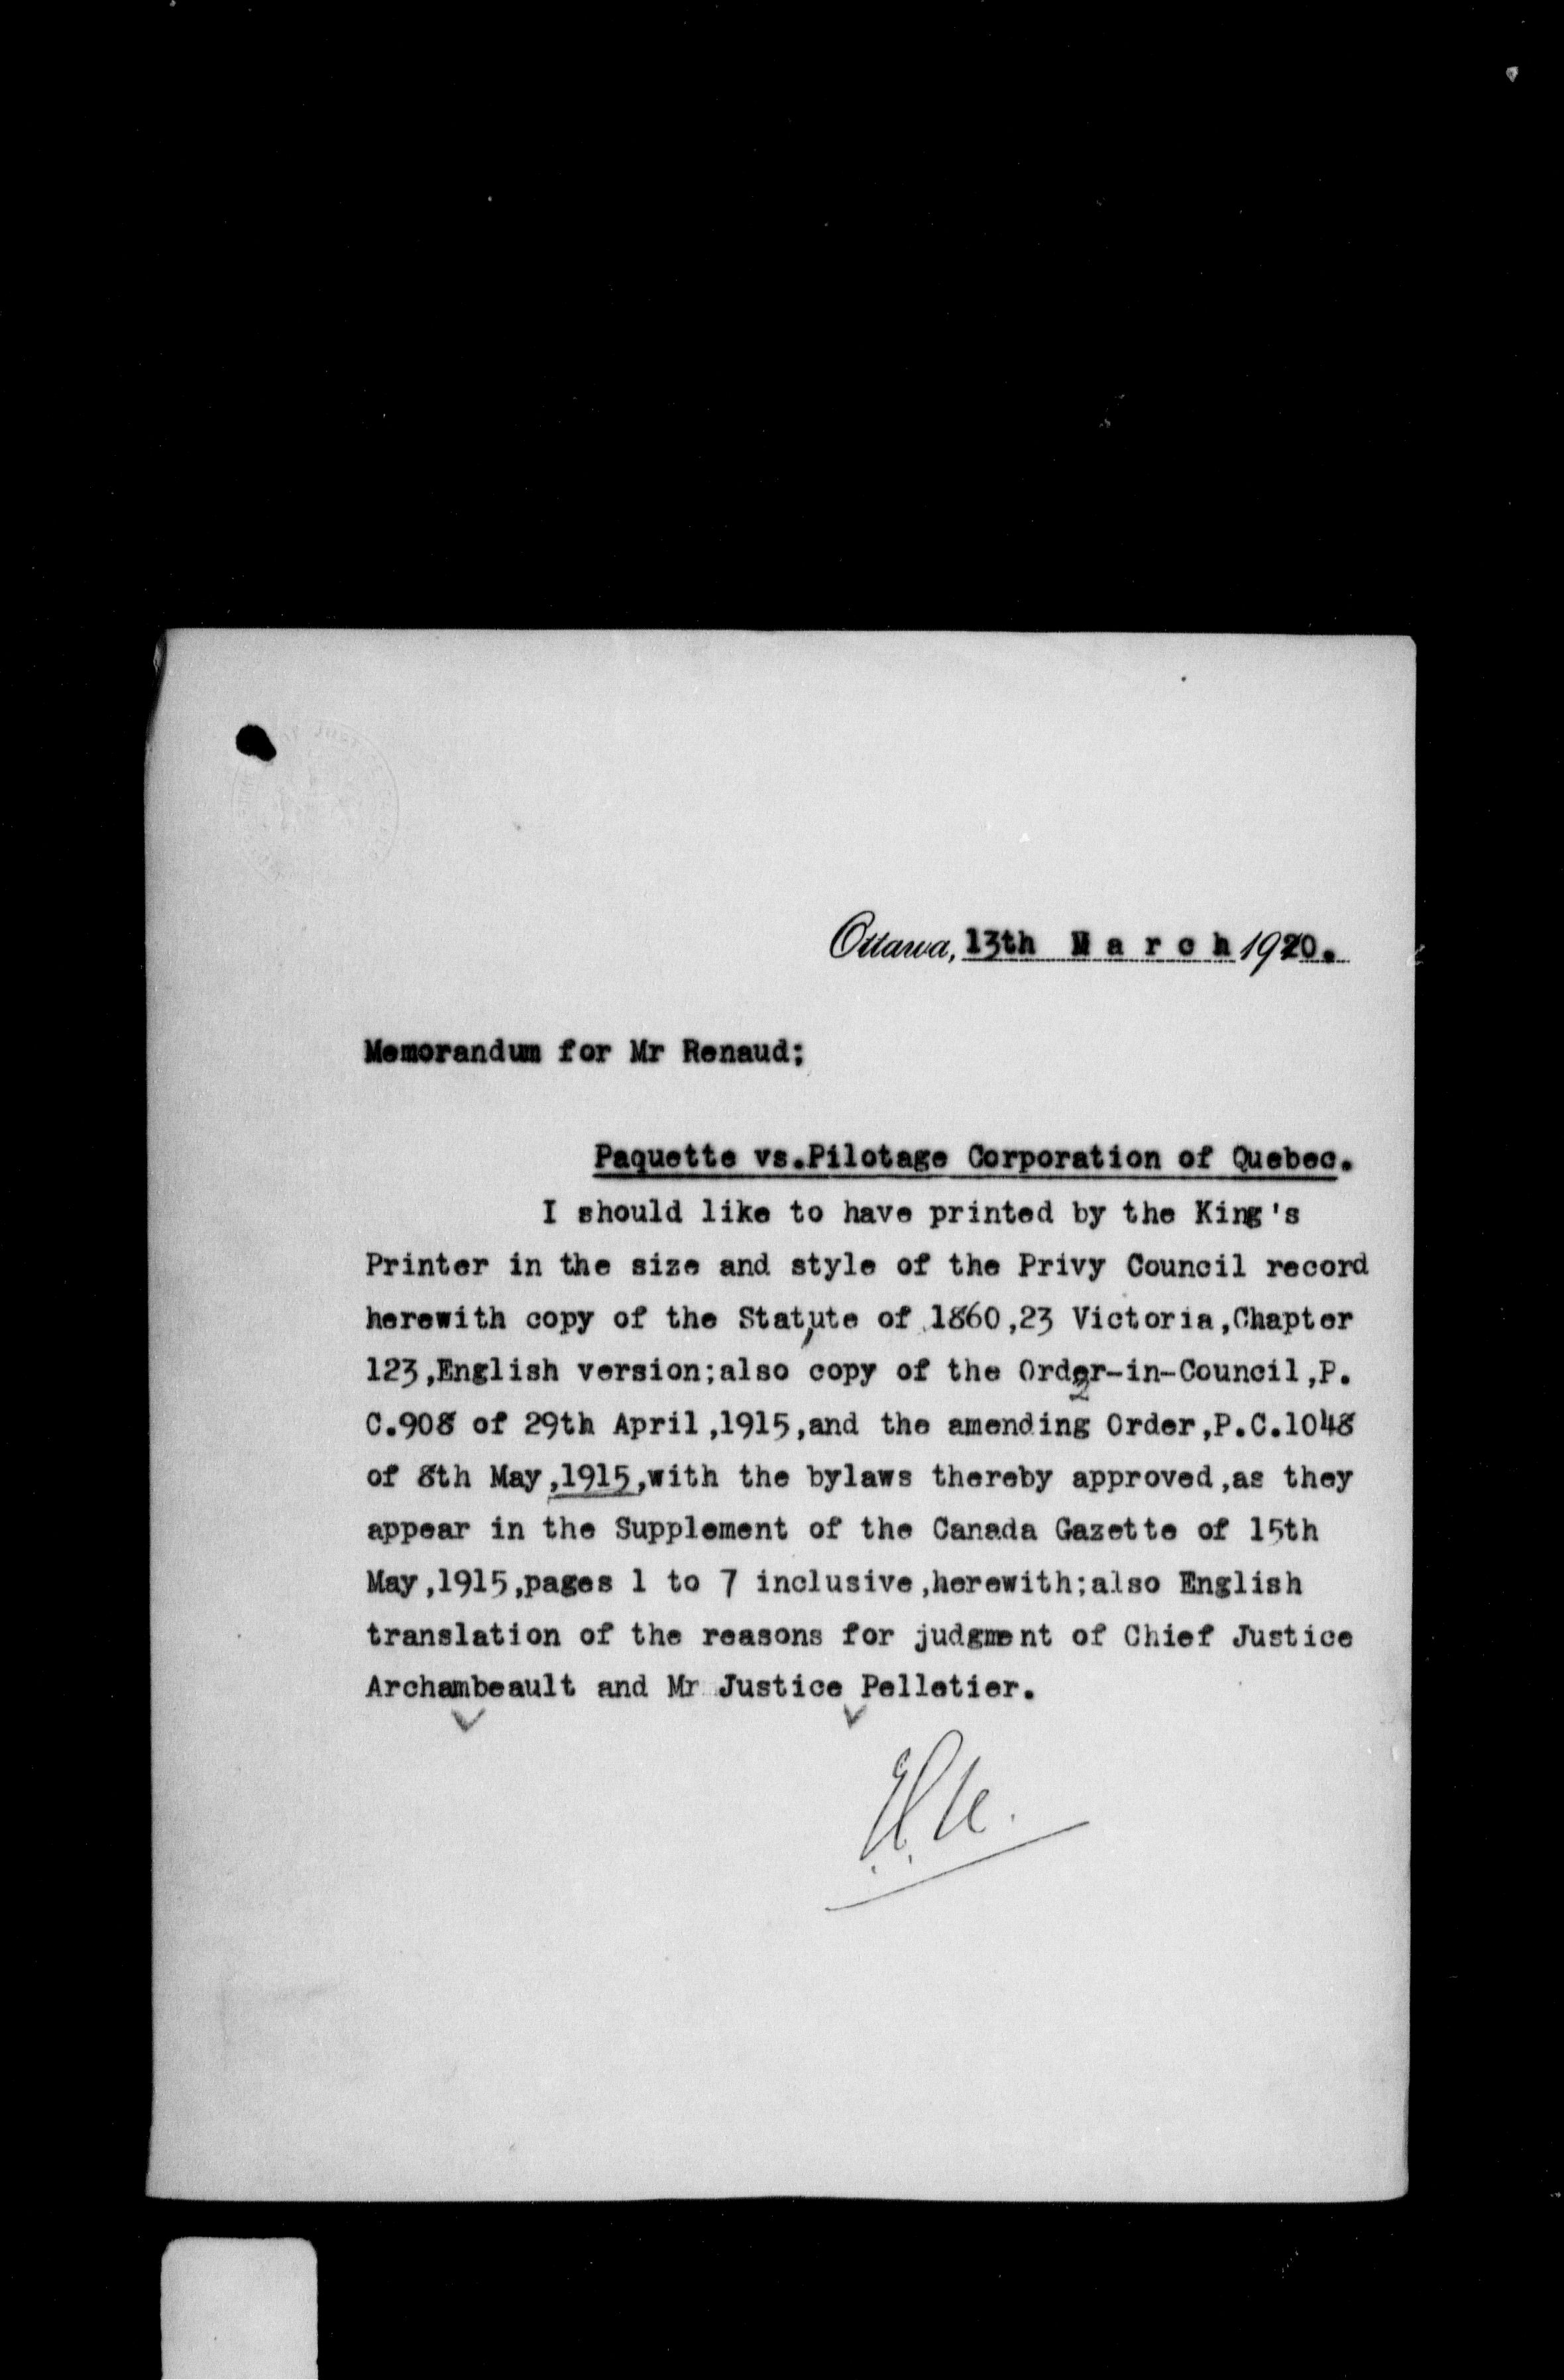 Ottawa, 13th March 1920.
Memorandum for Mr Renaud:
Paquette vs.Pilotage Corporation of Quebec.
I should like to have printed by the King's
Printer in the size and style of the Privy Council record
herewith copy of the Statute of 1860,23 Victoria,Chapter
123,English version;also copy of the Order-in-Council,P.
2
C.908 of 29th April,1915,and the amending Order,P.C.1048
of 8th May,1915,with the bylaws thereby approved,as they
appear in the Supplement of the Canada Gazette of 15th
May,1915,pages 1 to 7 inclusive,herewith;also English
translation of the reasons for judgment of Chief Justice
Archambeault and Mr Justice Pelletier.